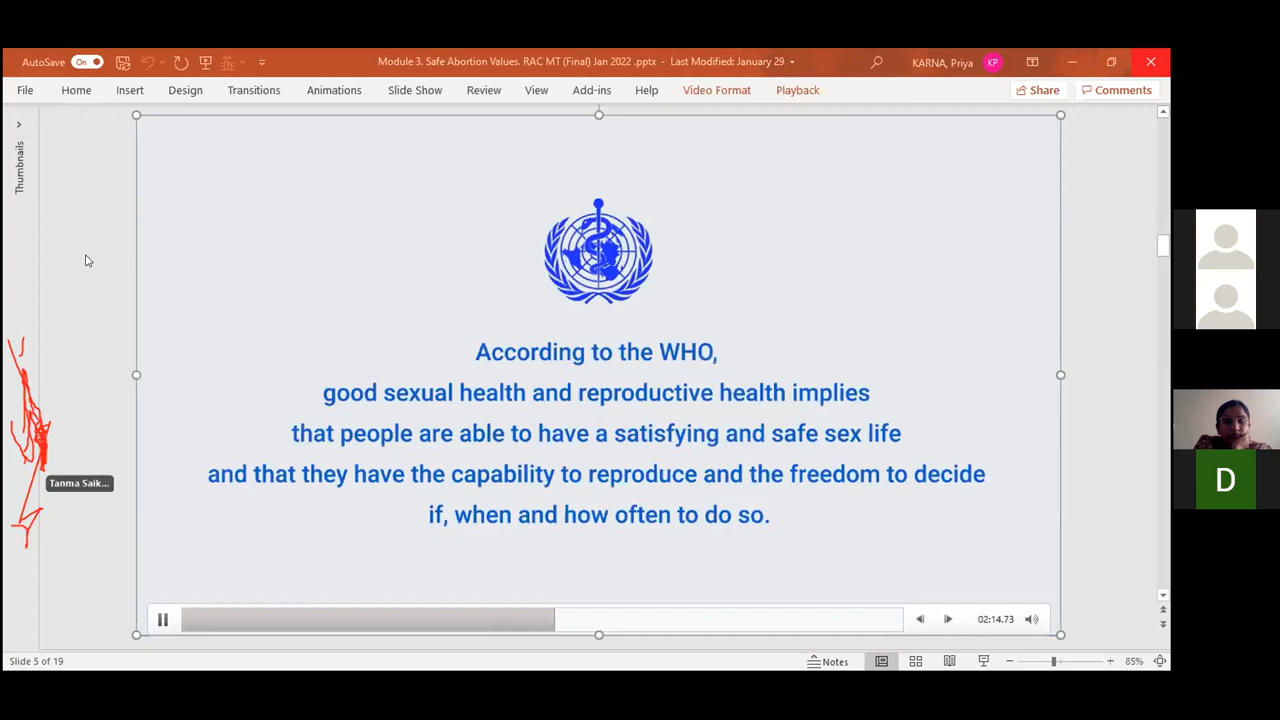 AutoSave On Module 3. Safe Abortion Values. RAC MT (Final) Jan 2022 .pptx - Last Modified: January 29 KARNA, Priya KP
File Home Insert Design Transitions Animations Slide Show Review View Add-ins Help Video Format Playback Share Comments
Thumbnails
According to the WHO,
good sexual health and reproductive health implies
that people are able to have a satisfying and safe sex life
and that they have the capability to reproduce and the freedom to decide
if, when and how often to do so.
Tanma Saik...
D
02:14.73
Slide 5 of 19 Notes 85%